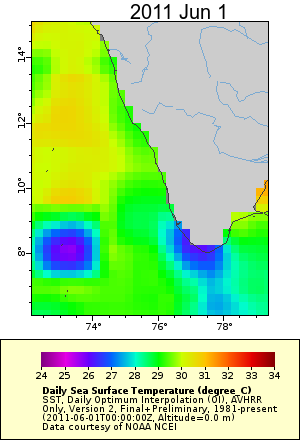 2011 Jun 1
14°
12°
10°
8°
74°
76°
78°
24 25 26 27 28 29 30 31 32 33 34
Daily Sea Surface Temperature (degree_C)
SST, Daily Optimum Interpolation (OI), AVHRR
Only, Version 2, Final+Preliminary, 1981-present
(2011-06-01T00:00:00Z, Altitude=0.0 m)
Data courtesy of NOAA NCEI